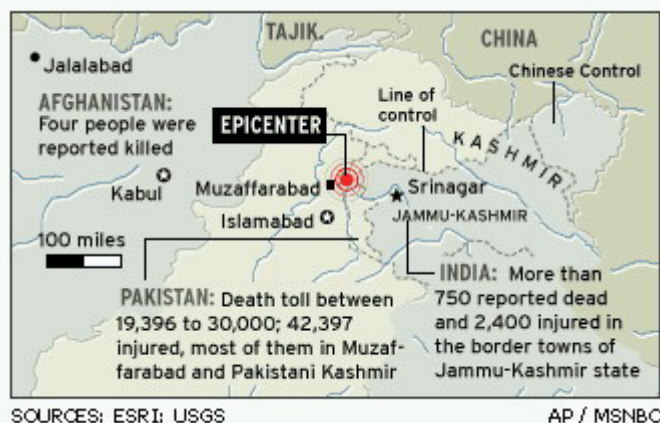 TAJIK.
CHINA
Jalalabad
Chinese Control
AFGHANISTAN:
Four people were
reported killed
Line of
control
EPICENTER
KASHMIR
Kabul
Muzaffarabad
Srinagar
Islamabad
JAMMU-KASHMIR
100 miles
PAKISTAN: Death toll between
19,396 to 30,000; 42,397
injured, most of them in Muzaf-
farabad and Pakistani Kashmir
INDIA: More than
750 reported dead
and 2,400 injured in
the border towns of
Jammu-Kashmir state
SOURCES: ESRI; USGS
AP / MSNBC